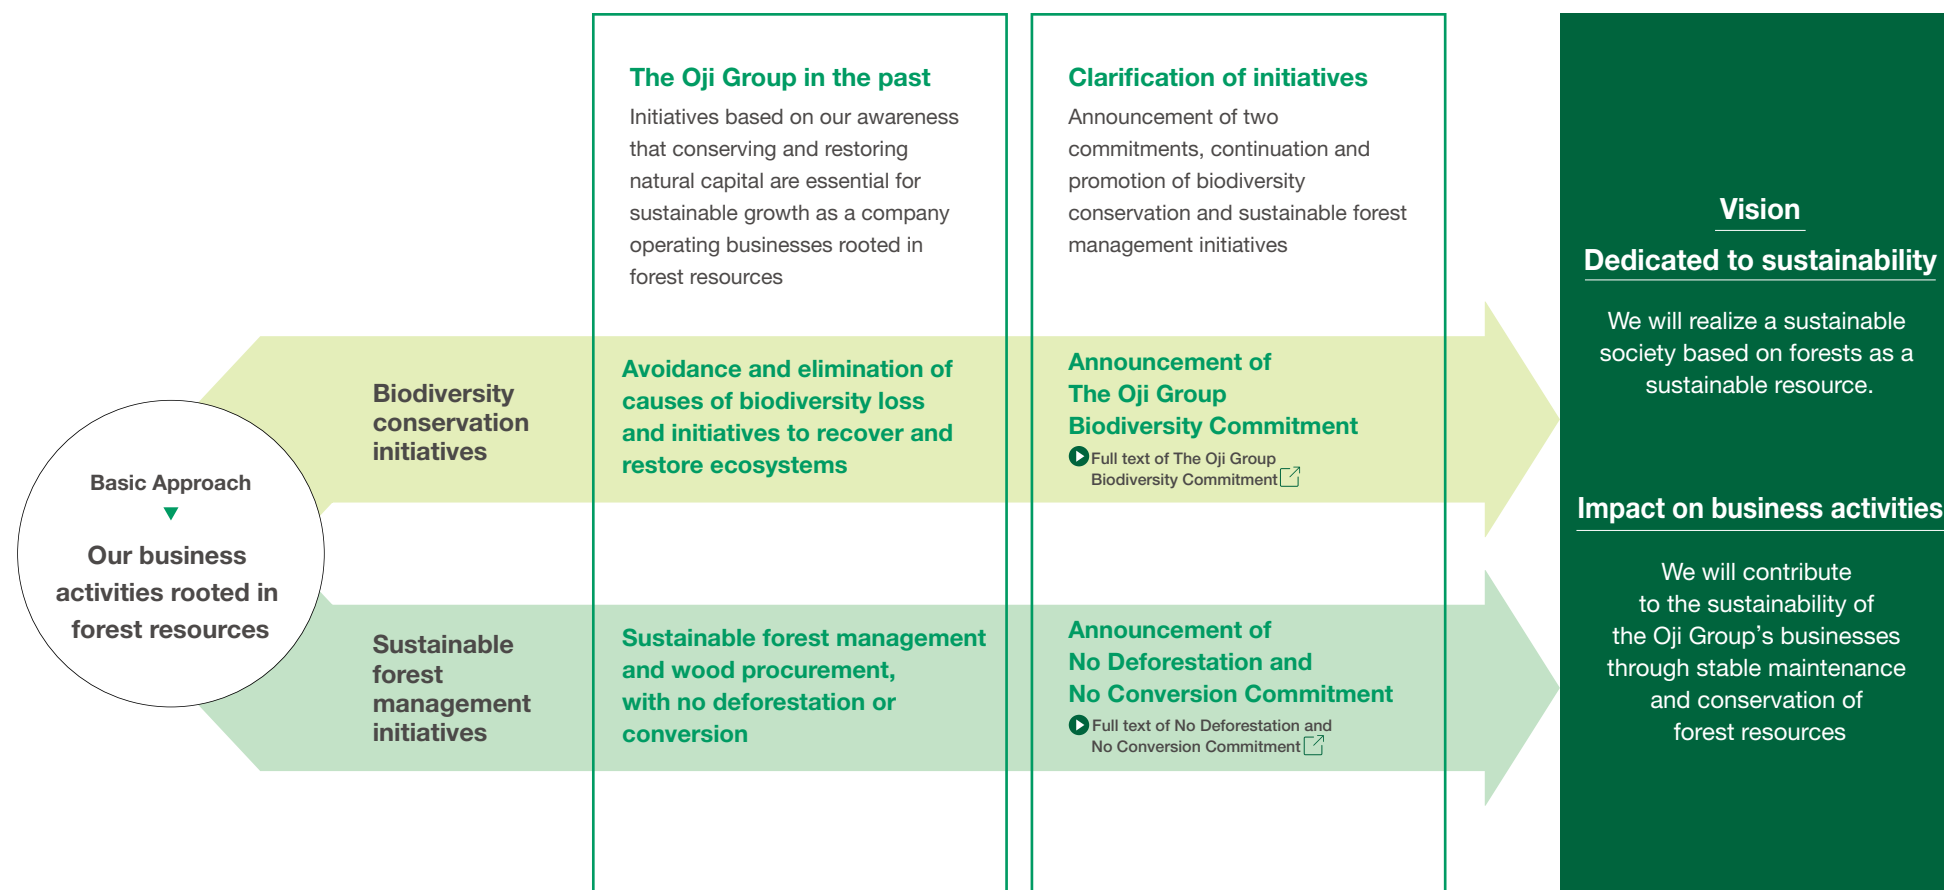 The Oji Group in the past
Initiatives based on our awareness
that conserving and restoring
natural capital are essential for
sustainable growth as a company
operating businesses rooted in
forest resources
Clarification of initiatives
Announcement of two
commitments, continuation and
promotion of biodiversity
conservation and sustainable forest
management initiatives
Basic Approach
Our business
activities rooted in
forest resources
Biodiversity
conservation
initiatives
Avoidance and elimination of
causes of biodiversity loss
and initiatives to recover and
restore ecosystems
Announcement of
The Oji Group
Biodiversity Commitment
Full text of The Oji Group
Biodiversity Commitment
Sustainable
forest
management
initiatives
Sustainable forest management
and wood procurement,
with no deforestation or
conversion
Announcement of
No Deforestation and
No Conversion Commitment
Full text of No Deforestation and
No Conversion Commitment
Vision
Dedicated to sustainability
We will realize a sustainable
society based on forests as a
sustainable resource.
Impact on business activities
We will contribute
to the sustainability of
the Oji Group's businesses
through stable maintenance
and conservation of
forest resources